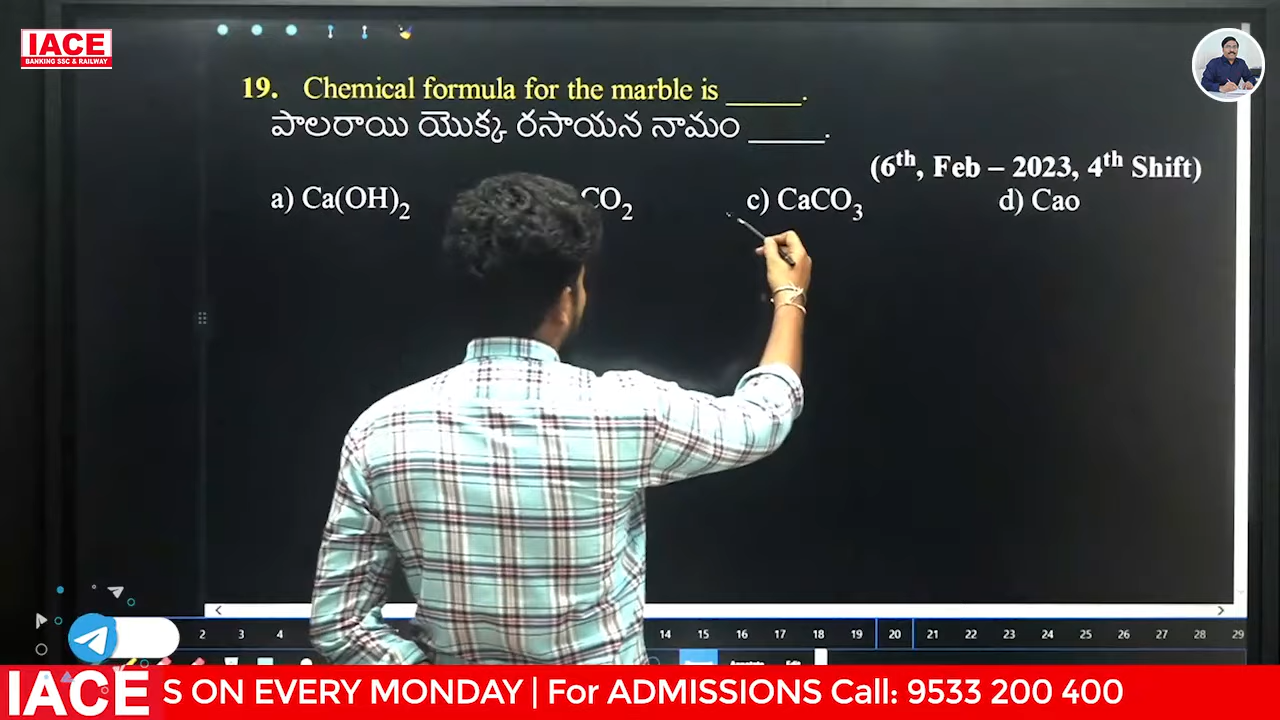 IACE
BANKING SSC & RAILWAY
19. Chemical formula for the marble is _____.
పాలరాయి యొక్క రసాయన నామం _____.
(6th, Feb – 2023, 4th Shift)
a) Ca(OH)2 CO2 c) CaCO3 d) Cao
2 3 4 14 15 16 17 18 19 20 21 22 23 24 25 26 27 28 29
IACE S ON EVERY MONDAY | For ADMISSIONS Call: 9533 200 400